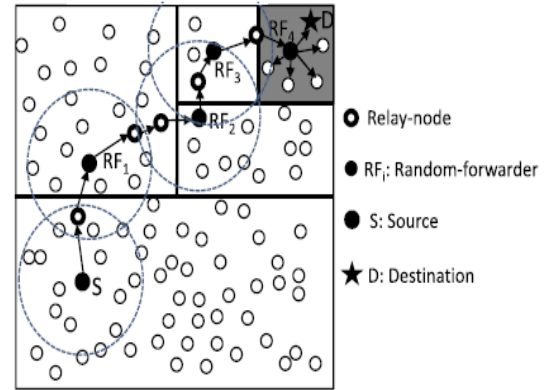 D
RF4
RF3
RF2
RF1
S
Relay-node
RFi: Random-forwarder
S: Source
D: Destination